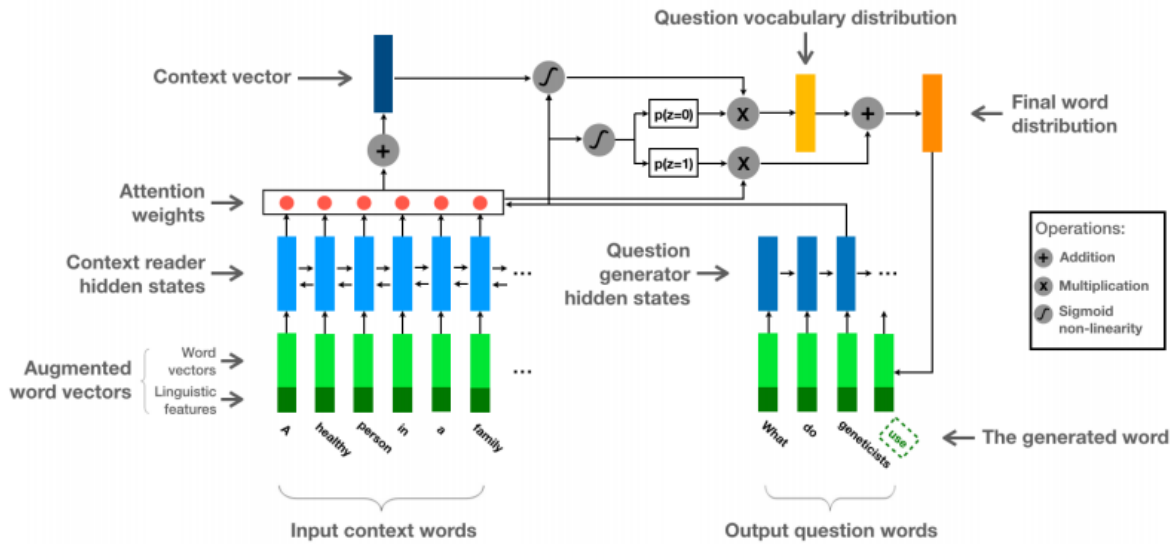 Question vocabulary distribution
Context vector
p(z=0)
x
+
Final word
distribution
p(z=1)
x
+
Attention
weights
Operations:
+ Addition
x Multiplication
Sigmoid
non-linearity
Context reader
hidden states
...
Question
generator
hidden states
...
Augmented
word vectors
Word
vectors
Linguistic
features
...
...
A
healthy
person
in
a
family
What
do
geneticists
use
The generated word
Input context words
Output question words